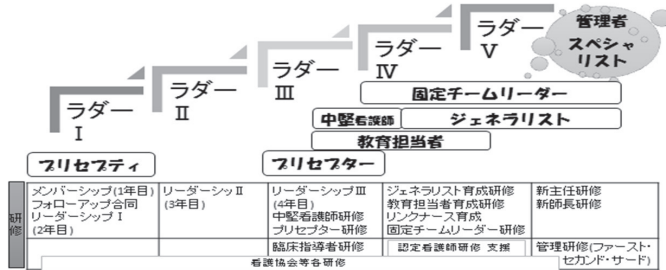 管理者
スペシャ
リスト
ラダー
Ⅴ
ラダー
Ⅳ
ラダー
Ⅲ
ラダー
Ⅱ
ラダー
Ⅰ
固定チームリーダー
中堅看護師
ジェネラリスト
教育担当者
プリセプティ
プリセプター
研修
メンバーシップ(1年目)
フォローアップ合同
リーダーシップⅠ
(2年目)
リーダーシッⅡ
(3年目)
リーダーシップⅢ
(4年目)
中堅看護師研修
プリセプター研修
ジェネラリスト育成研修
教育担当者育成研修
リンクナース育成
固定チームリーダー研修
新主任研修
新師長研修
臨床指導者研修
認定看護師研修 支援
管理研修(ファースト・
セカンド・サード)
看護協会等各研修